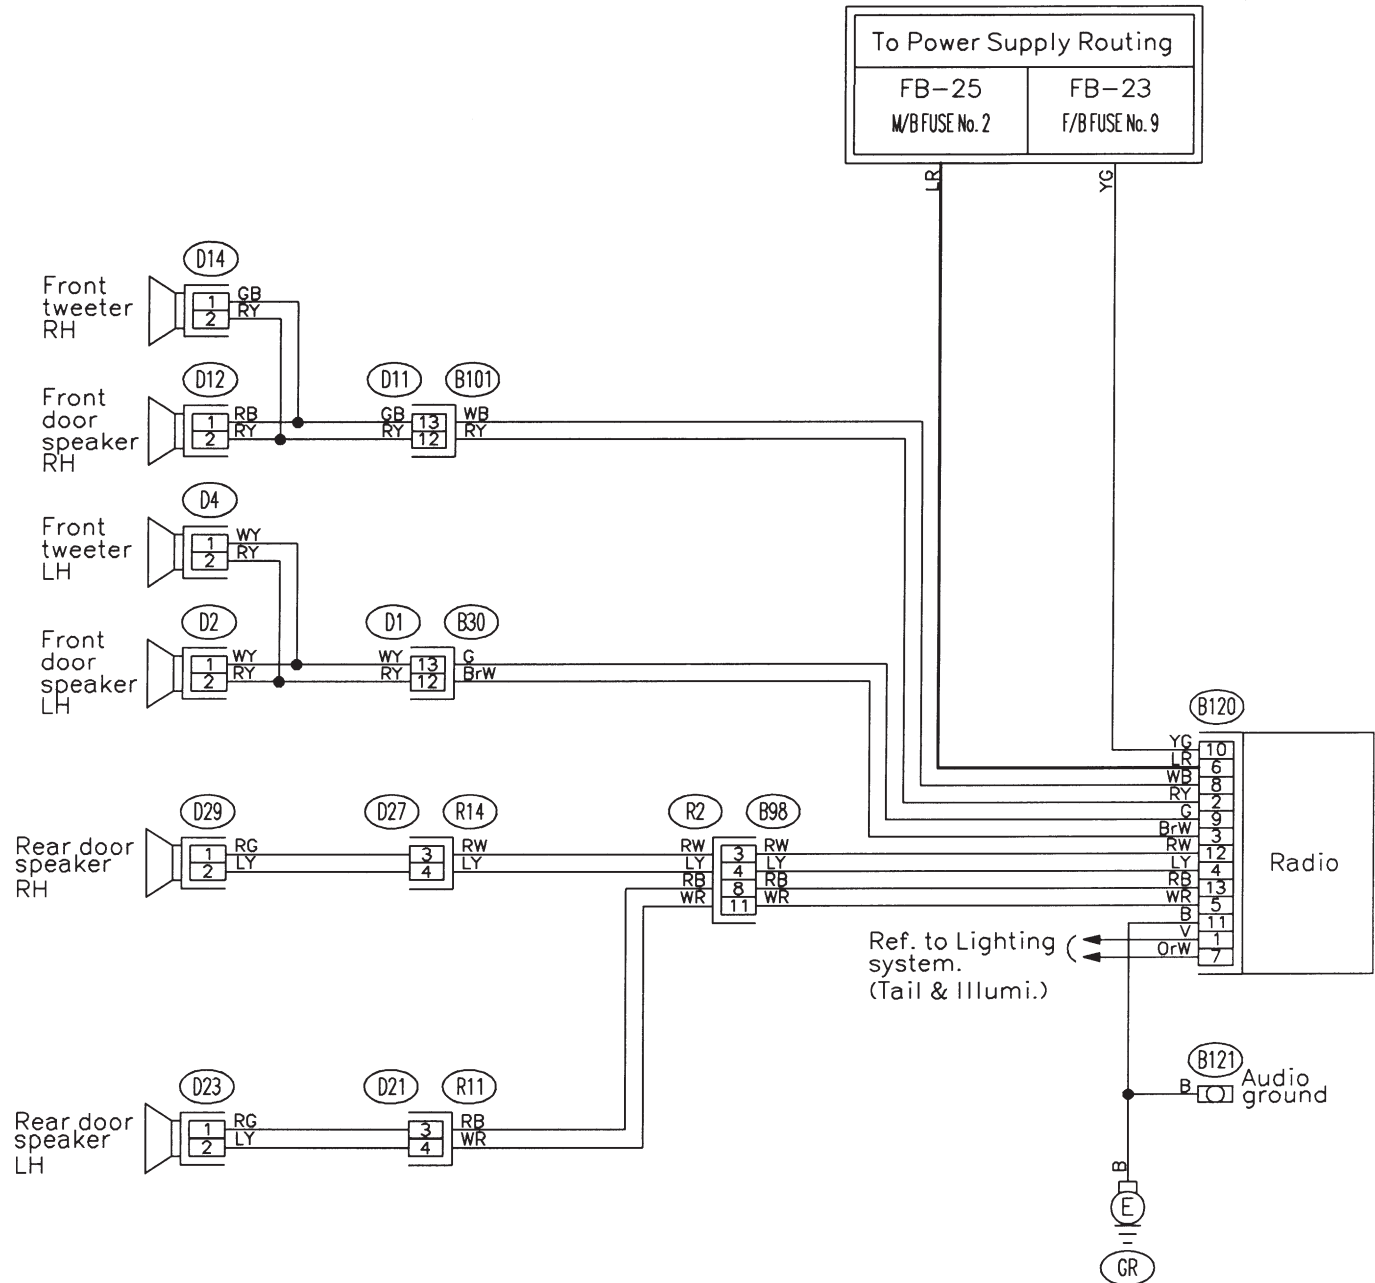 To Power Supply Routing
FB-25
M/B FUSE No. 2
FB-23
F/B FUSE No. 9
LR
YG
D14
Front
tweeter
RH
1 GB
2 RY
D12
D11
B101
Front
door
speaker
RH
1 RB GB 13 WB
2 RY RY 12 RY
D4
Front
tweeter
LH
1 WY
2 RY
D2
D1
B30
Front
door
speaker
LH
1 WY WY 13 G
2 RY RY 12 BrW
B120
YG 10
LR 6
WB 8
RY 2
G 9
BrW 3
RW 12
LY 4
RB 13
WR 5
B 11
V 1
OrW 7
Radio
D29
D27
R14
R2
B98
Rear door
speaker
RH
1 RG 3 RW RW 3 RW
2 LY 4 LY LY 4 LY
RB 8 RB
WR 11 WR
Ref. to Lighting
system.
(Tail & Illumi.)
D23
D21
R11
Rear door
speaker
LH
1 RG 3 RB
2 LY 4 WR
B121
B
Audio
ground
B
E
GR